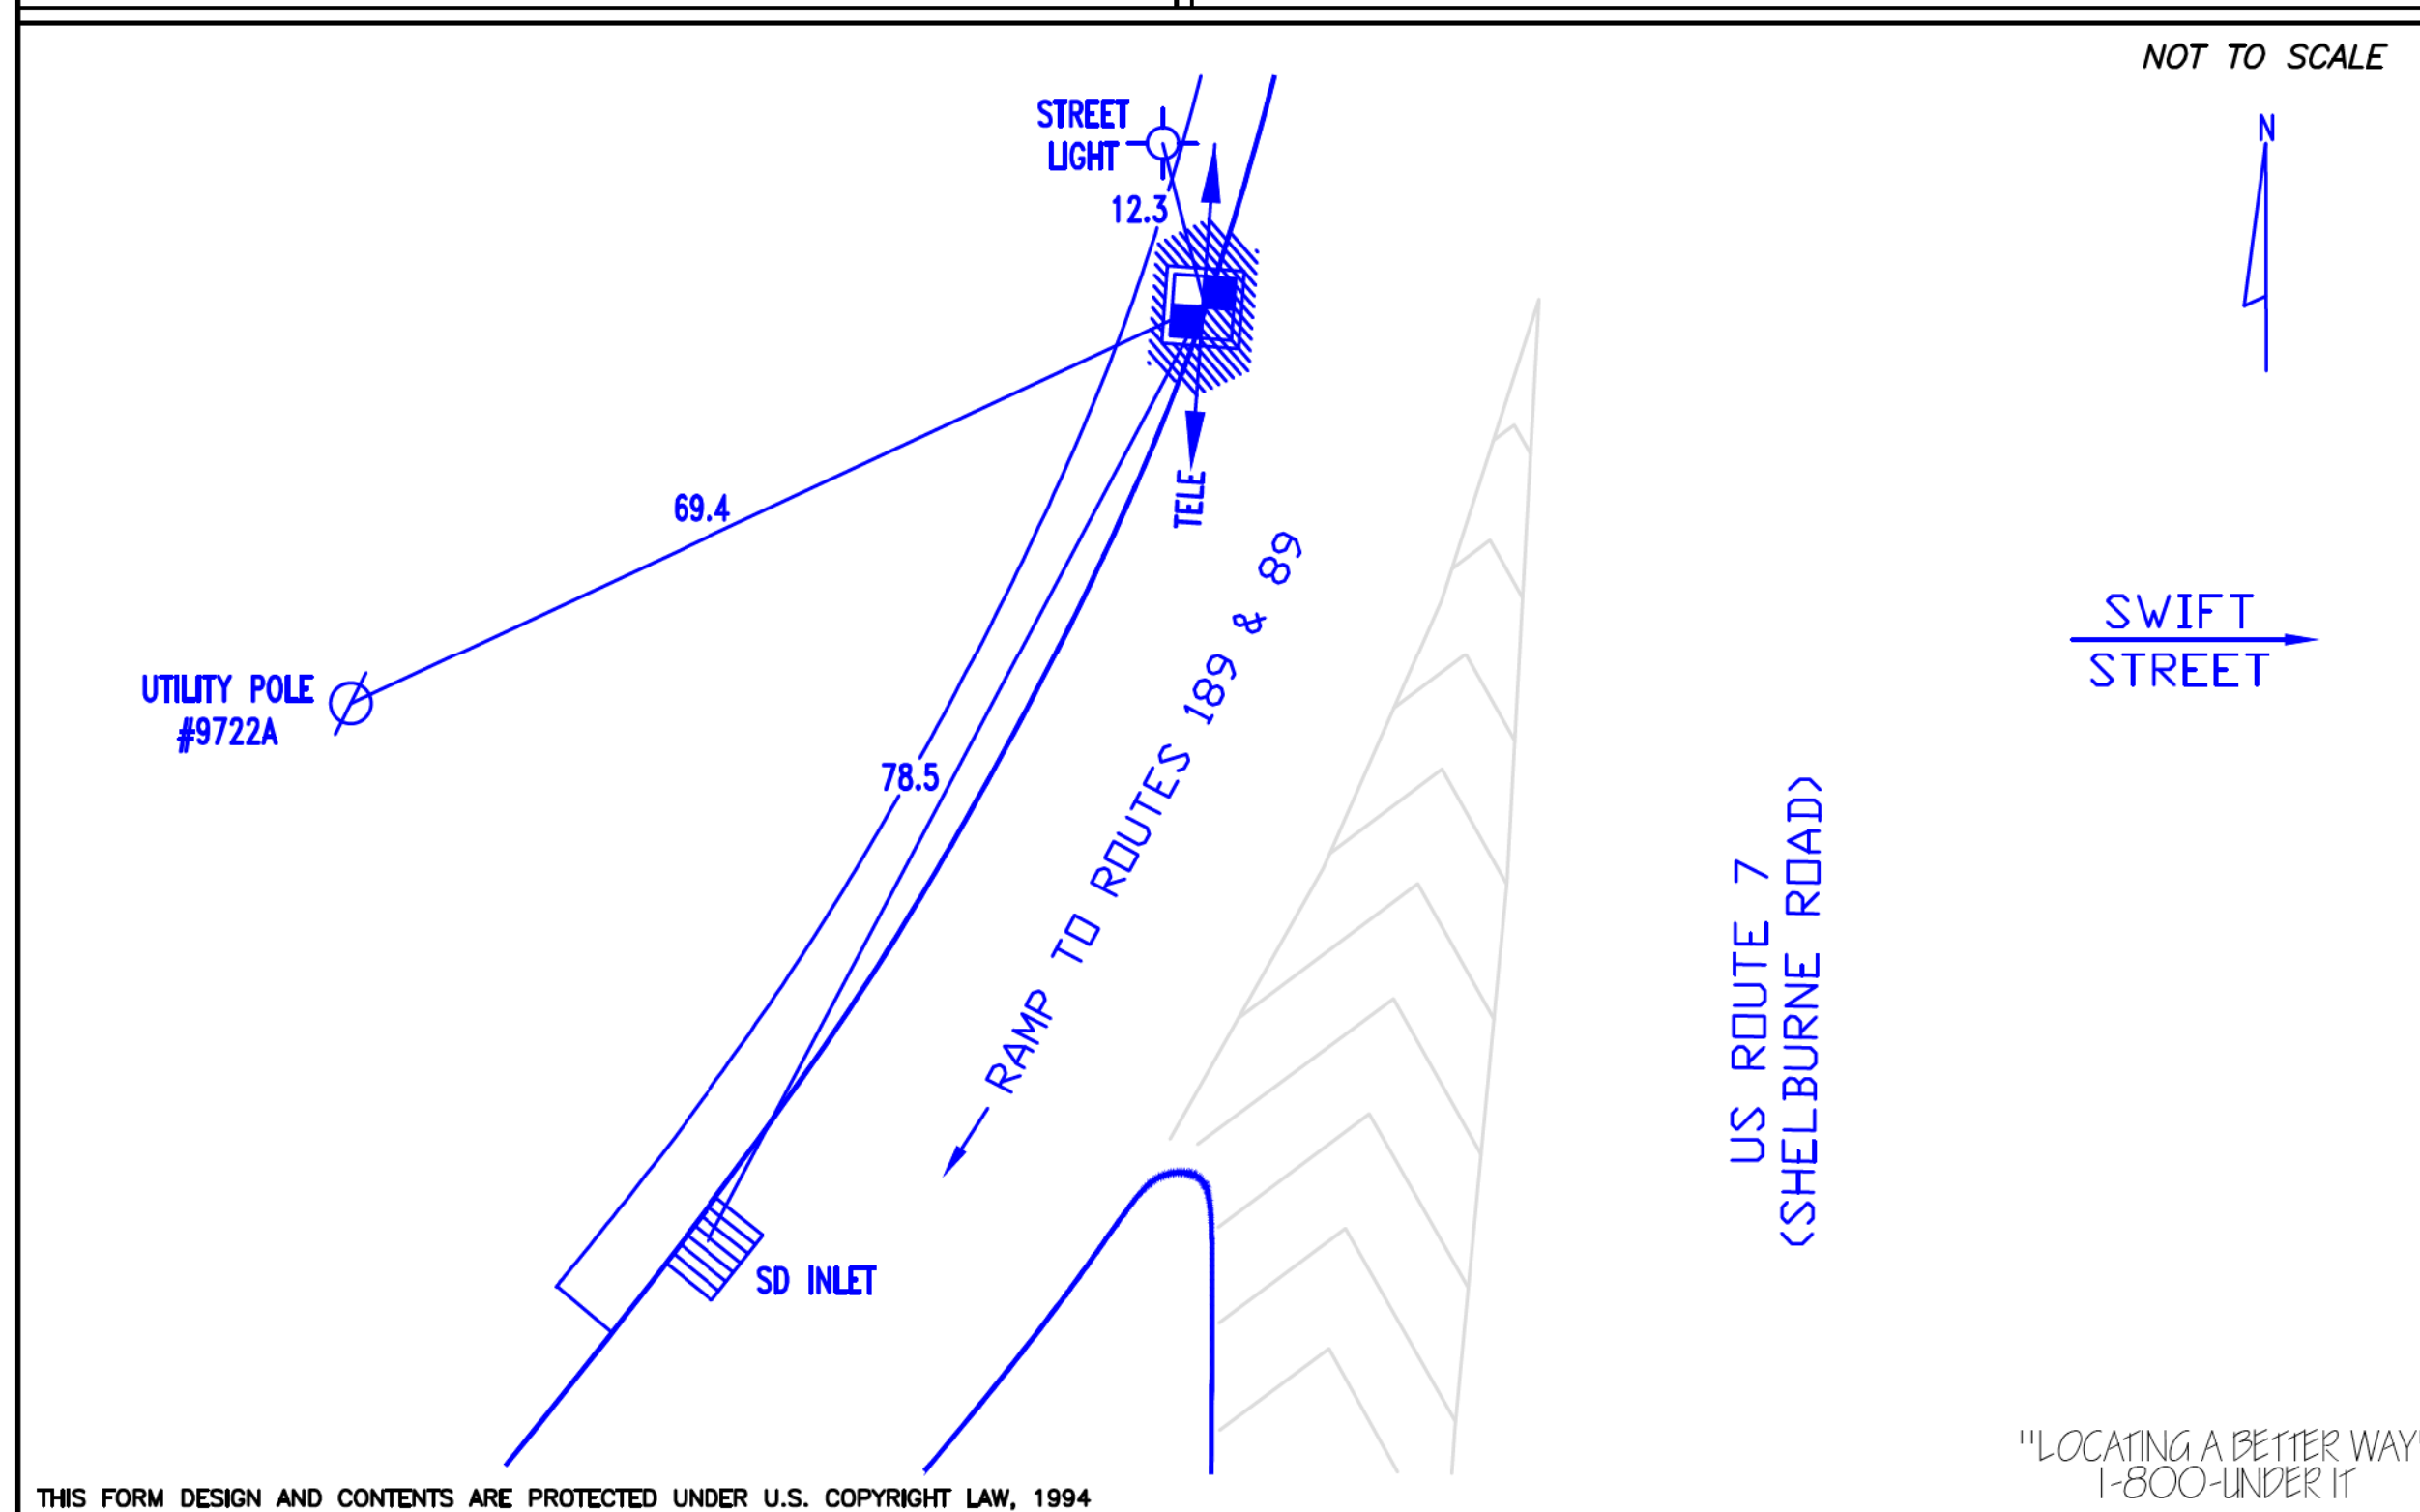 NOT TO SCALE
N
STREET
LIGHT
12.3
69.4
TELE
UTILITY POLE
#9722A
78.5
RAMP TO ROUTES 189 & 89
SWIFT
STREET
US ROUTE 7
(SHELBURNE ROAD)
SD INLET
"LOCATING A BETTER WAY"
1-800-UNDER IT
THIS FORM DESIGN AND CONTENTS ARE PROTECTED UNDER U.S. COPYRIGHT LAW, 1994